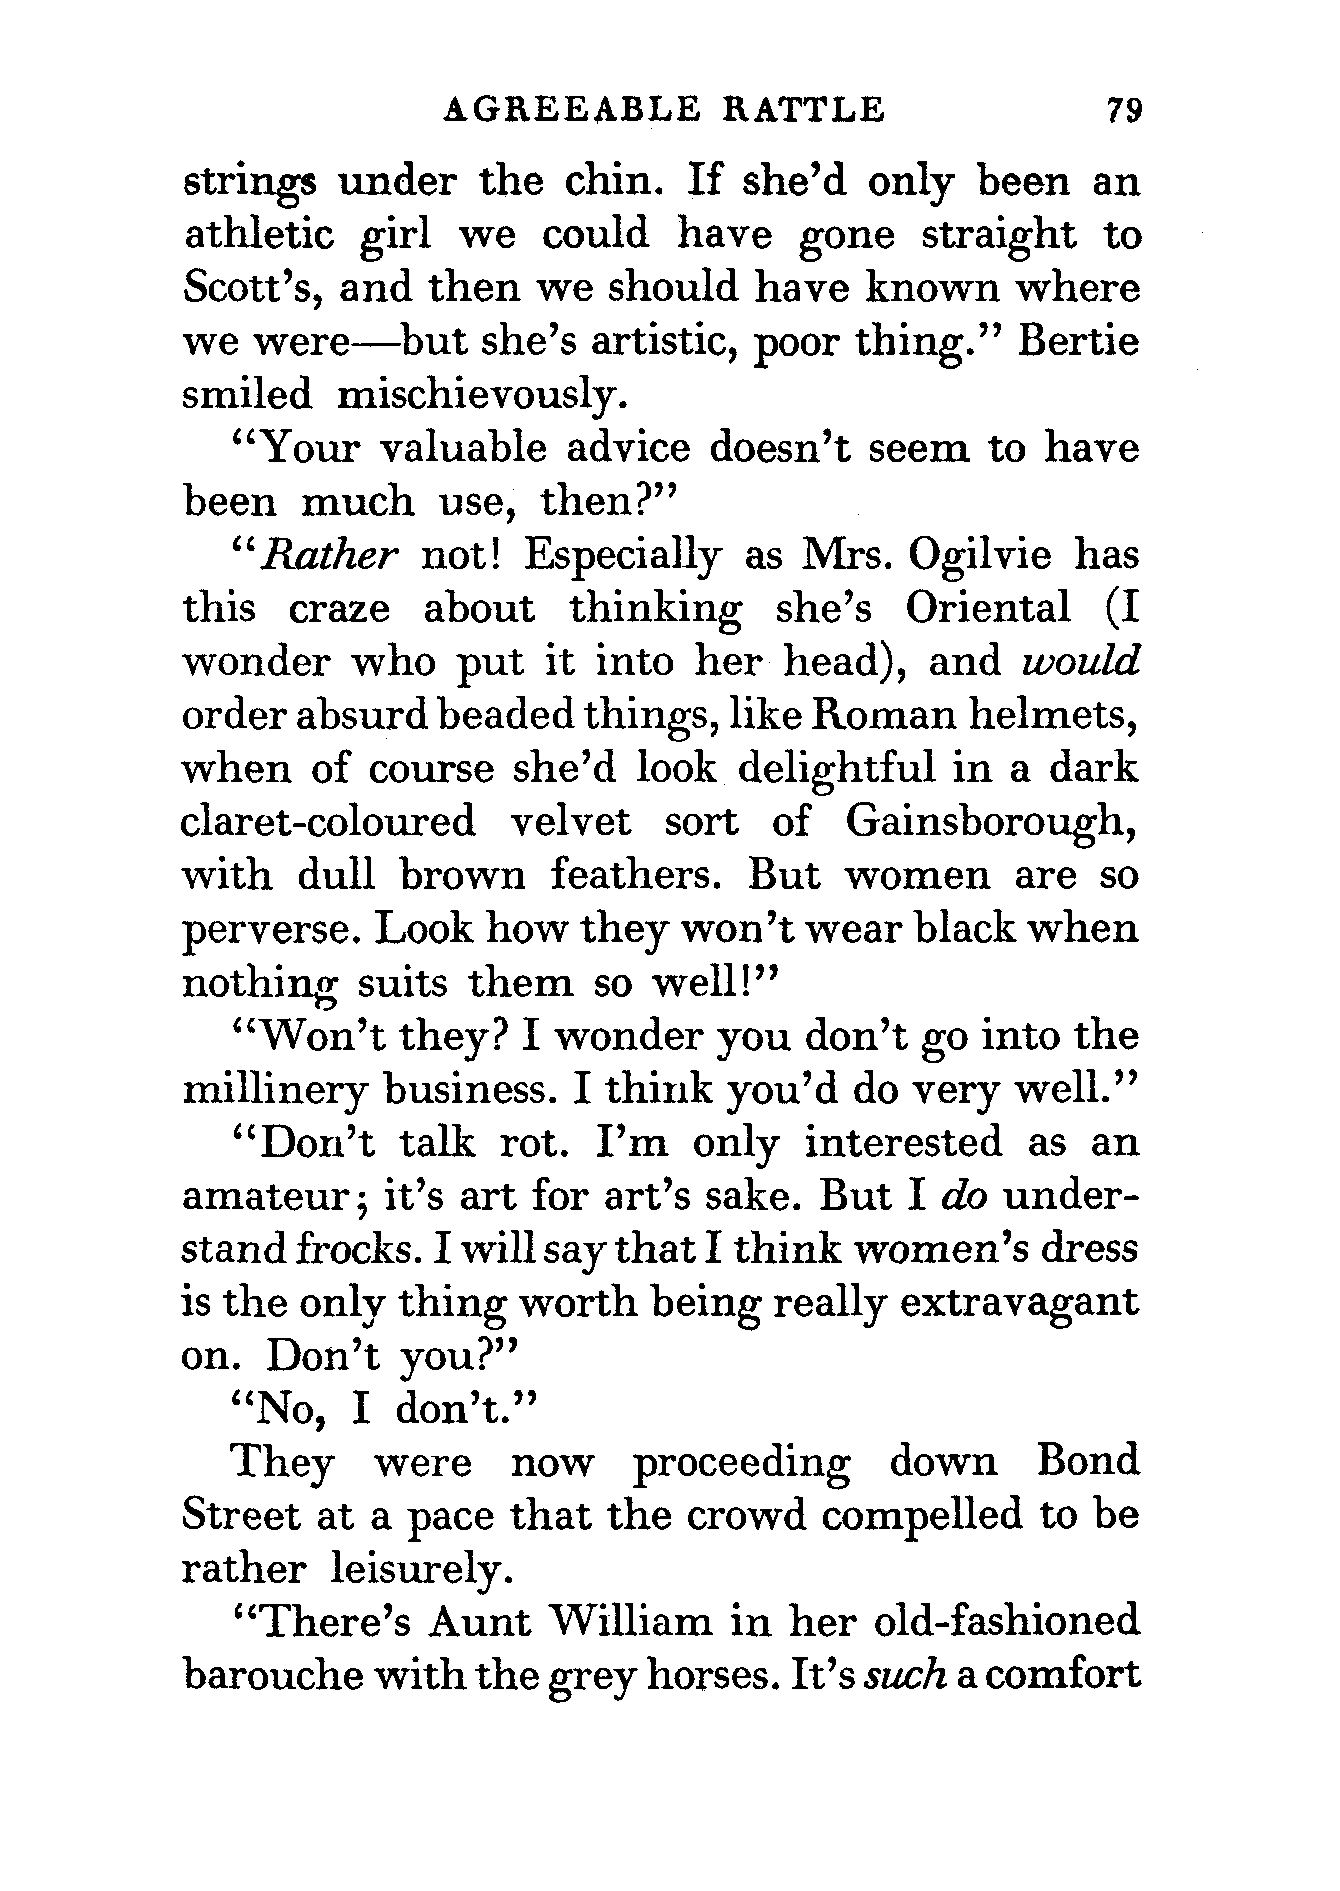 AGREEABLE RATTLE 79
strings under the chin. If she'd only been an
athletic girl we could have gone straight to
Scott's, and then we should have known where
we were—but she's artistic, poor thing." Bertie
smiled mischievously.
"Your valuable advice doesn't seem to have
been much use, then?"
"Rather not! Especially as Mrs. Ogilvie has
this craze about thinking she's Oriental (I
wonder who put it into her head), and would
order absurd beaded things, like Roman helmets,
when of course she'd look delightful in a dark
claret-coloured velvet sort of Gainsborough,
with dull brown feathers. But women are so
perverse. Look how they won't wear black when
nothing suits them so well!"
"Won't they? I wonder you don't go into the
millinery business. I think you'd do very well."
"Don't talk rot. I'm only interested as an
amateur; it's art for art's sake. But I do under-
stand frocks. I will say that I think women's dress
is the only thing worth being really extravagant
on. Don't you?"
"No, I don't."
They were now proceeding down Bond
Street at a pace that the crowd compelled to be
rather leisurely.
"There's Aunt William in her old-fashioned
barouche with the grey horses. It's such a comfort